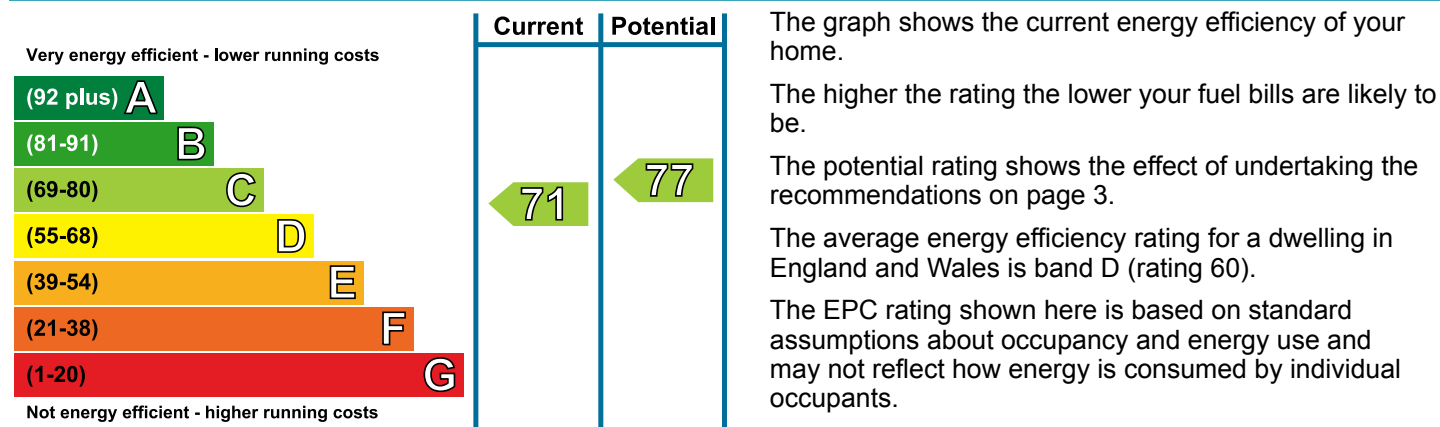 Current Potential
Very energy efficient - lower running costs
(92 plus) A
(81-91) B
(69-80) C
(55-68) D
(39-54) E
(21-38) F
(1-20) G
Not energy efficient - higher running costs
71
77
The graph shows the current energy efficiency of your
home.
The higher the rating the lower your fuel bills are likely to
be.
The potential rating shows the effect of undertaking the
recommendations on page 3.
The average energy efficiency rating for a dwelling in
England and Wales is band D (rating 60).
The EPC rating shown here is based on standard
assumptions about occupancy and energy use and
may not reflect how energy is consumed by individual
occupants.